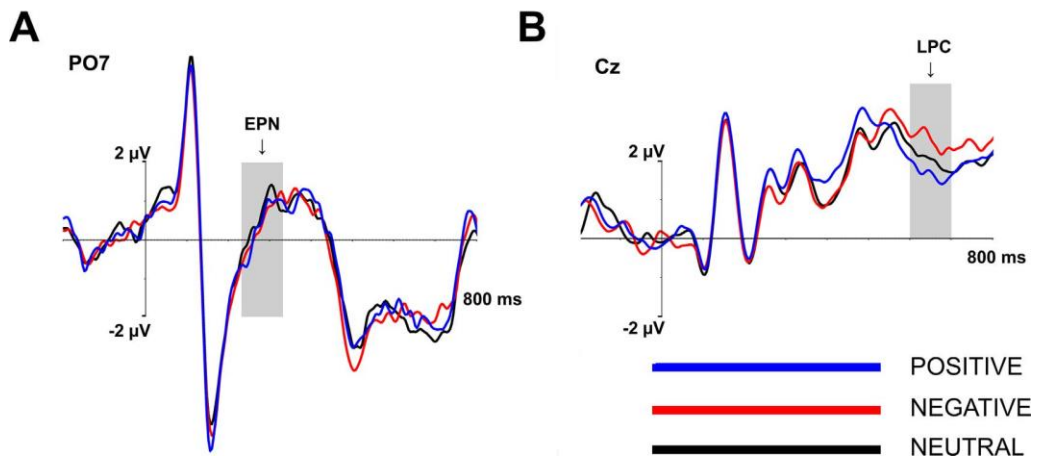 A
PO7
EPN
↓
2 µV
800 ms
-2 µV
B
LPC
↓
Cz
2 µV
800 ms
-2 µV
POSITIVE
NEGATIVE
NEUTRAL